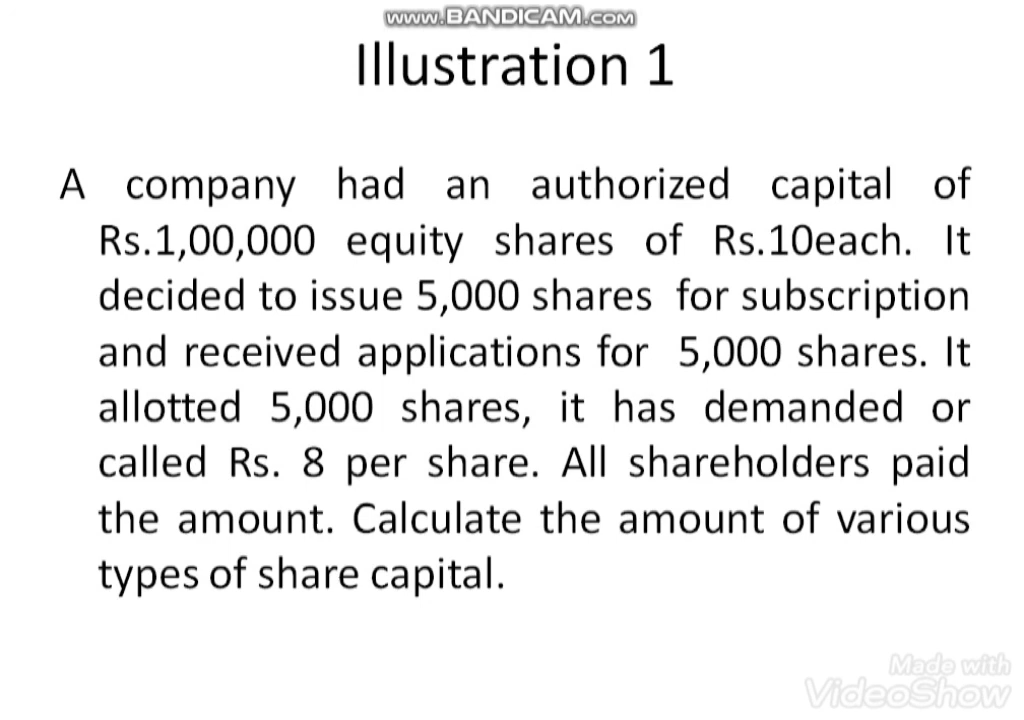 www.BANDICAM.COM
Illustration 1
A company had an authorized capital of
Rs.1,00,000 equity shares of Rs.10each. It
decided to issue 5,000 shares for subscription
and received applications for 5,000 shares. It
allotted 5,000 shares, it has demanded or
called Rs. 8 per share. All shareholders paid
the amount. Calculate the amount of various
types of share capital.
Made with
VideoShow